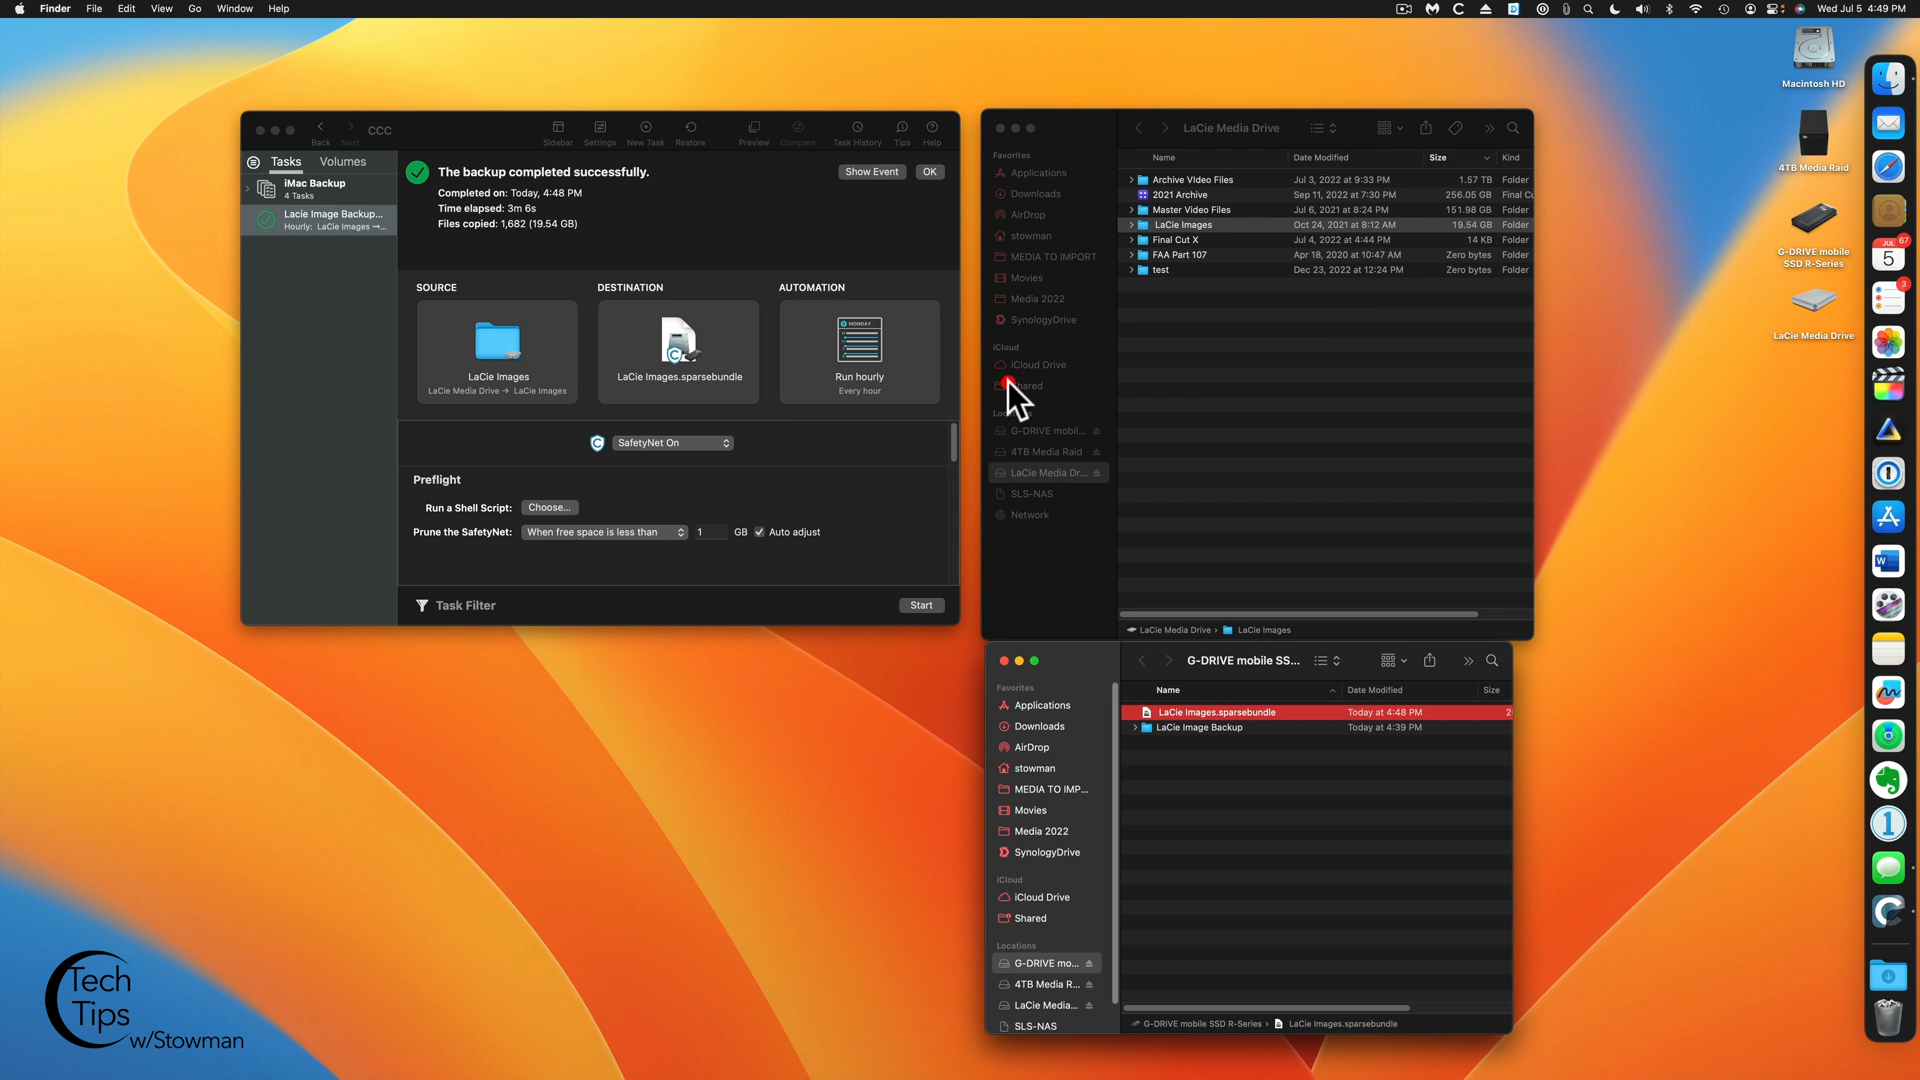 Finder File Edit View Go Window Help
Wed Jul 5 4:49 PM
CCC
Back Next
Sidebar Settings New Task Restore Preview Compare Task History Tips Help
Tasks Volumes
iMac Backup
4 Tasks
Lacie Image Backup...
Hourly: LaCie Images →...
The backup completed successfully.
Show Event OK
Completed on: Today, 4:48 PM
Time elapsed: 3m 6s
Files copied: 1,682 (19.54 GB)
SOURCE DESTINATION AUTOMATION
MONDAY
LaCie Images
LaCie Media Drive → LaCie Images
LaCie Images.sparsebundle
Run hourly
Every hour
SafetyNet On
Preflight
Run a Shell Script: Choose...
Prune the SafetyNet: When free space is less than 1 GB Auto adjust
Task Filter
Start
LaCie Media Drive
Favorites
Applications
Downloads
AirDrop
stowman
MEDIA TO IMPORT
Movies
Media 2022
SynologyDrive
iCloud
iCloud Drive
G-DRIVE mobil...
4TB Media Raid
LaCie Media Dr...
SLS-NAS
Network
Name Date Modified Size Kind
Archive VIdeo Files Jul 3, 2022 at 9:33 PM 1.57 TB Folder
2021 Archive Sep 11, 2022 at 7:30 PM 256.05 GB Final Cu
Master Video Files Jul 6, 2021 at 8:24 PM 151.98 GB Folder
LaCie Images Oct 24, 2021 at 8:12 AM 19.54 GB Folder
Final Cut X Jul 4, 2022 at 4:44 PM 14 KB Folder
FAA Part 107 Apr 18, 2020 at 10:47 AM Zero bytes Folder
test Dec 23, 2022 at 12:24 PM Zero bytes Folder
LaCie Media Drive › LaCie Images
G-DRIVE mobile SS...
Favorites
Applications
Downloads
AirDrop
stowman
MEDIA TO IMP...
Movies
Media 2022
SynologyDrive
iCloud
iCloud Drive
Shared
Locations
G-DRIVE mo...
4TB Media R...
LaCie Media...
SLS-NAS
Name Date Modified Size
LaCie Images.sparsebundle Today at 4:48 PM 2
LaCie Image Backup Today at 4:39 PM
G-DRIVE mobile SSD R-Series › LaCie Images.sparsebundle
Macintosh HD
4TB Media Raid
G-DRIVE mobile
SSD R-Series
LaCie Media Drive
JUL 67
5
3
W
1
Tech
Tips
w/Stowman